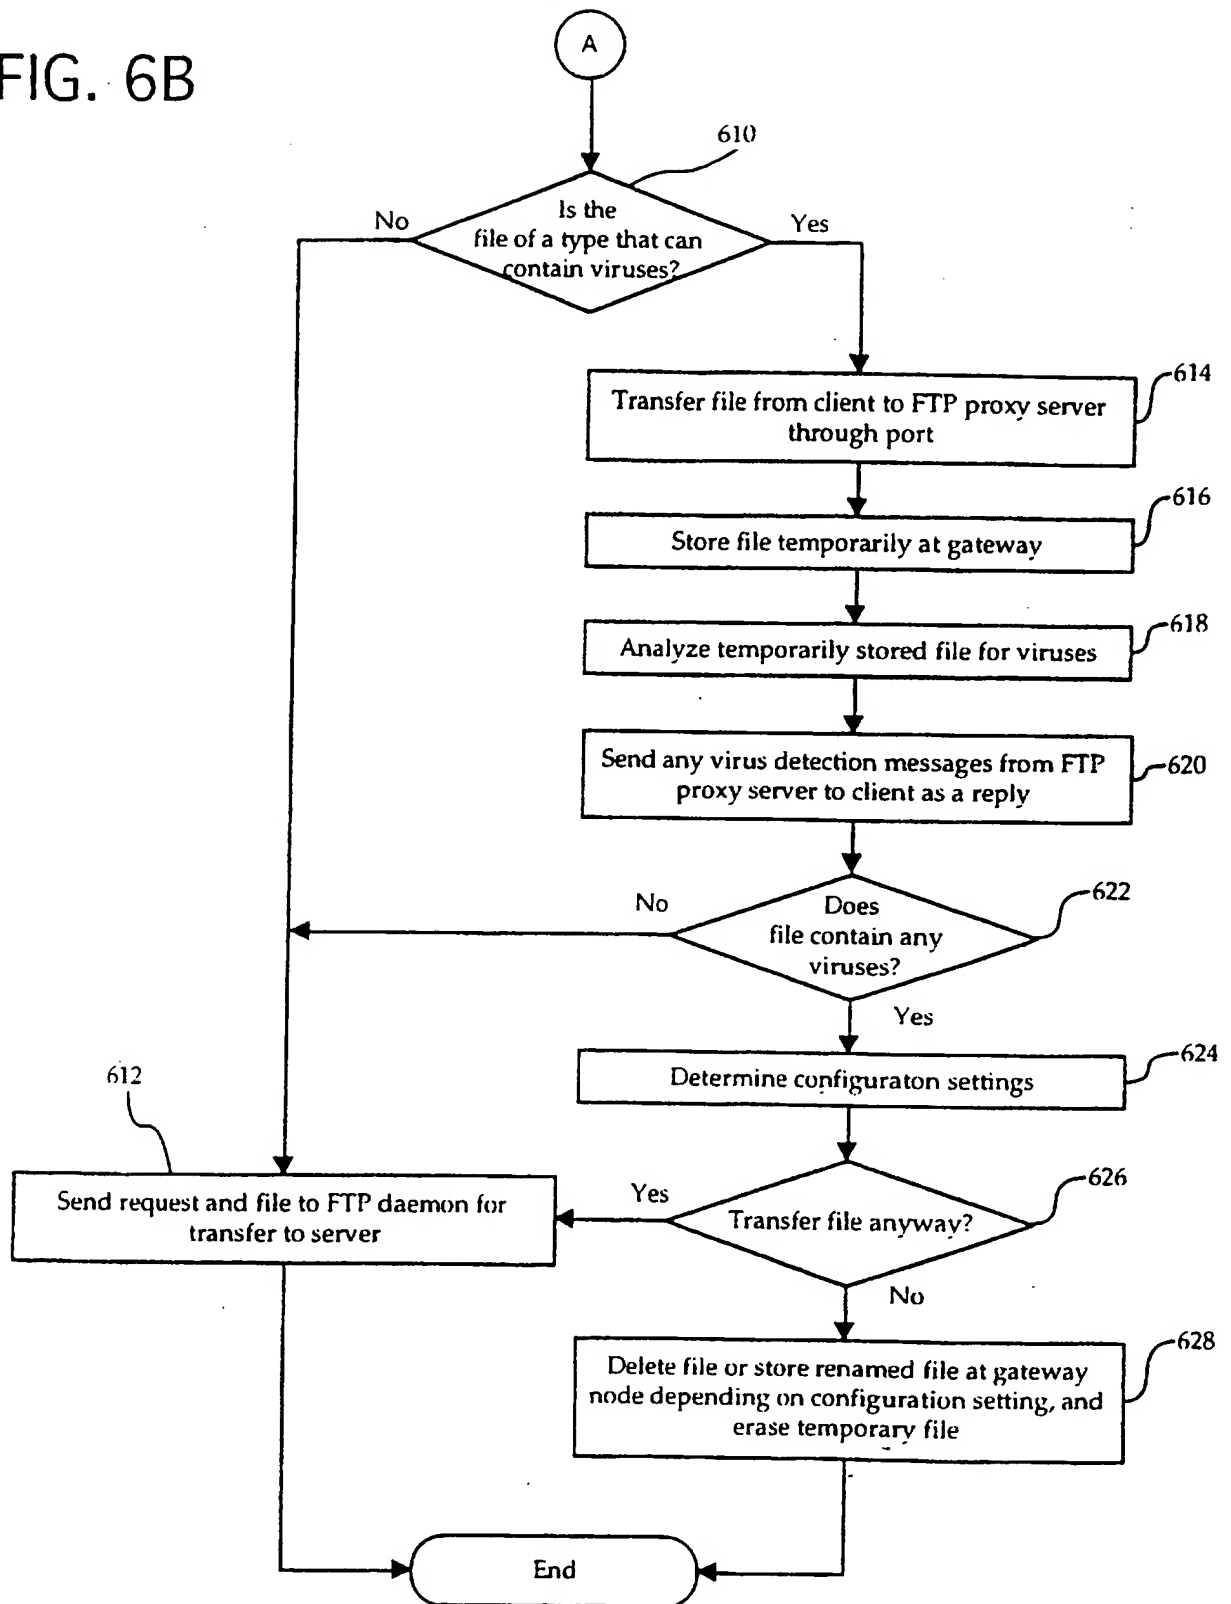 FIG. 6B
A
610
Is the
file of a type that can
contain viruses?
No
Yes
614
Transfer file from client to FTP proxy server
through port
616
Store file temporarily at gateway
618
Analyze temporarily stored file for viruses
620
Send any virus detection messages from FTP
proxy server to client as a reply
622
Does
file contain any
viruses?
No
Yes
624
Determine configuraton settings
612
Send request and file to FTP daemon for
transfer to server
626
Transfer file anyway?
Yes
No
628
Delete file or store renamed file at gateway
node depending on configuration setting, and
erase temporary file
End